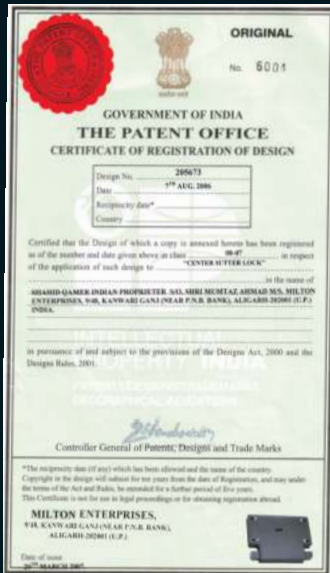 ORIGINAL
No. 6001
GOVERNMENT OF INDIA
THE PATENT OFFICE
CERTIFICATE OF REGISTRATION OF DESIGN
Design No. 205673
Date 7TH AUG. 2006
Reciprocity date*
Country
Certified that the Design of which a copy is annexed hereto has been registered
as of the number and date given above in class 08-07 in respect
of the application of such design to "CENTER SUTTER LOCK"
in the name of
SHAHID QAMER INDIAN PROPRIETER S/O, SHRI MUMTAZ AHMAD M/S, MILTON
ENTERPRISES, 9/48, KANWARI GANJ (NEAR P.N.B. BANK), ALIGARH-202001 (U.P.)
INDIA.
INTELLECTUAL
PROPERTY INDIA
in pursuance of and subject to the provisions of the Designs Act, 2000 and the
Designs Rules, 2001.
Controller General of Patents, Designs and Trade Marks
*The reciprocity date (if any) which has been allowed and the name of the country.
Copyright in the design will subsist for ten years from the date of Registration, and may under
the terms of the Act and Rules, be extended for a further period of five years.
This Certificate is not for use in legal proceedings or for obtaining registration abroad.
MILTON ENTERPRISES,
9/48, KANWARI GANJ (NEAR P.N.B. BANK),
ALIGARH-202001 (U.P.)
Date of issue
26TH MARCH 2007.